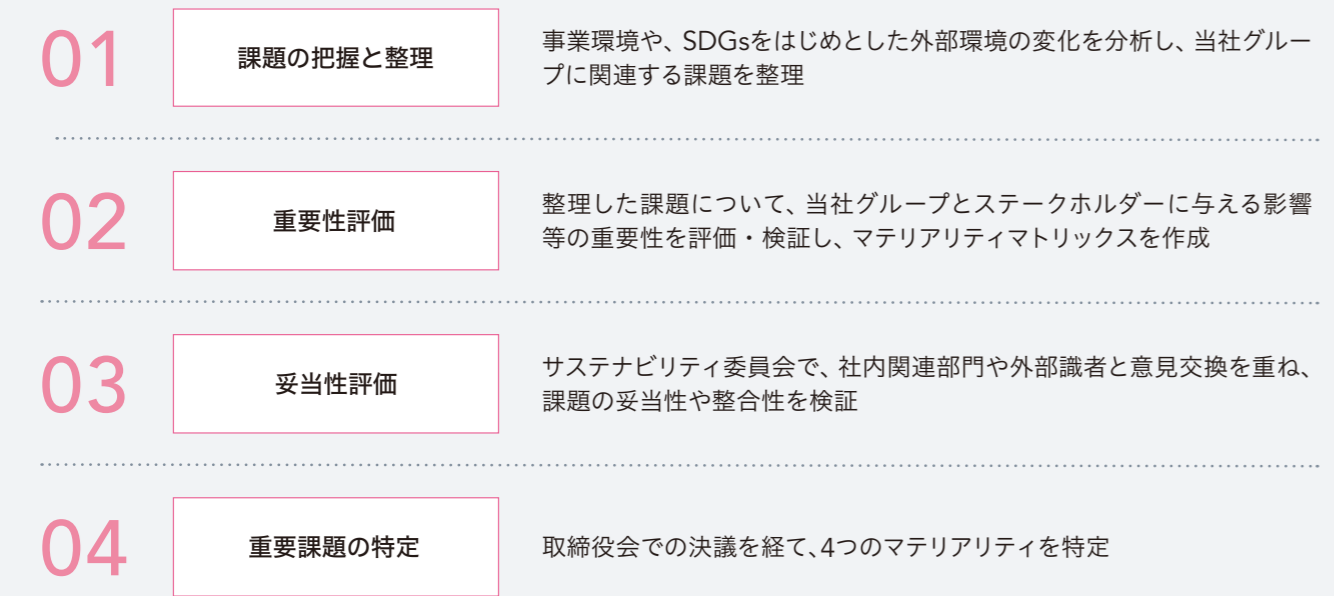 01
課題の把握と整理
事業環境や、SDGsをはじめとした外部環境の変化を分析し、当社グルー
プに関連する課題を整理
02
重要性評価
整理した課題について、当社グループとステークホルダーに与える影響
等の重要性を評価・検証し、マテリアリティマトリックスを作成
03
妥当性評価
サステナビリティ委員会で、社内関連部門や外部識者と意見交換を重ね、
課題の妥当性や整合性を検証
04
重要課題の特定
取締役会での決議を経て、4つのマテリアリティを特定